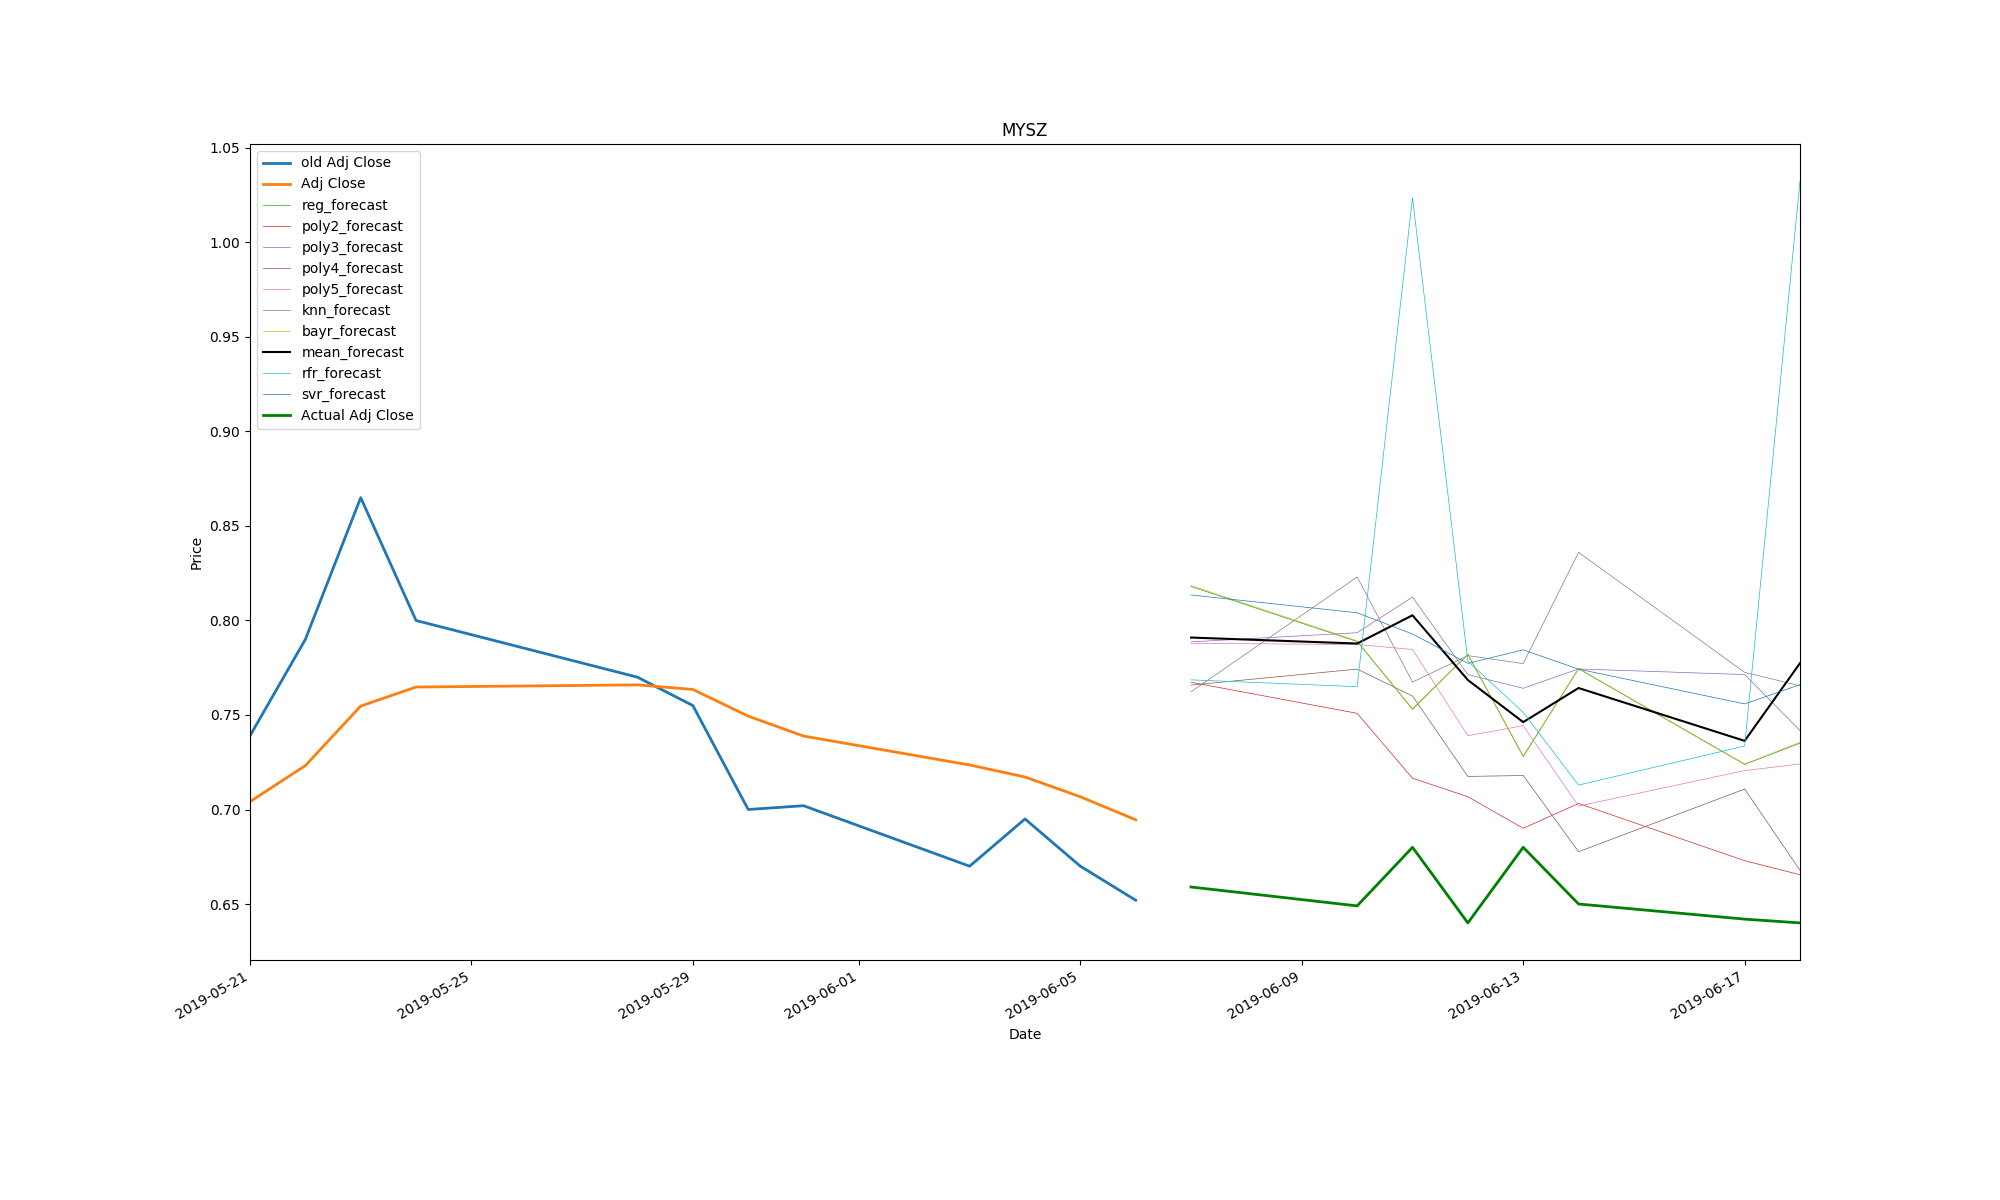 MYSZ
1.05
1.00
0.95
0.90
0.85
0.80
0.75
0.70
0.65
Price
old Adj Close
Adj Close
reg_forecast
poly2_forecast
poly3_forecast
poly4_forecast
poly5_forecast
knn_forecast
bayr_forecast
mean_forecast
rfr_forecast
svr_forecast
Actual Adj Close
2019-05-21
2019-05-25
2019-05-29
2019-06-01
2019-06-05
2019-06-09
2019-06-13
2019-06-17
Date